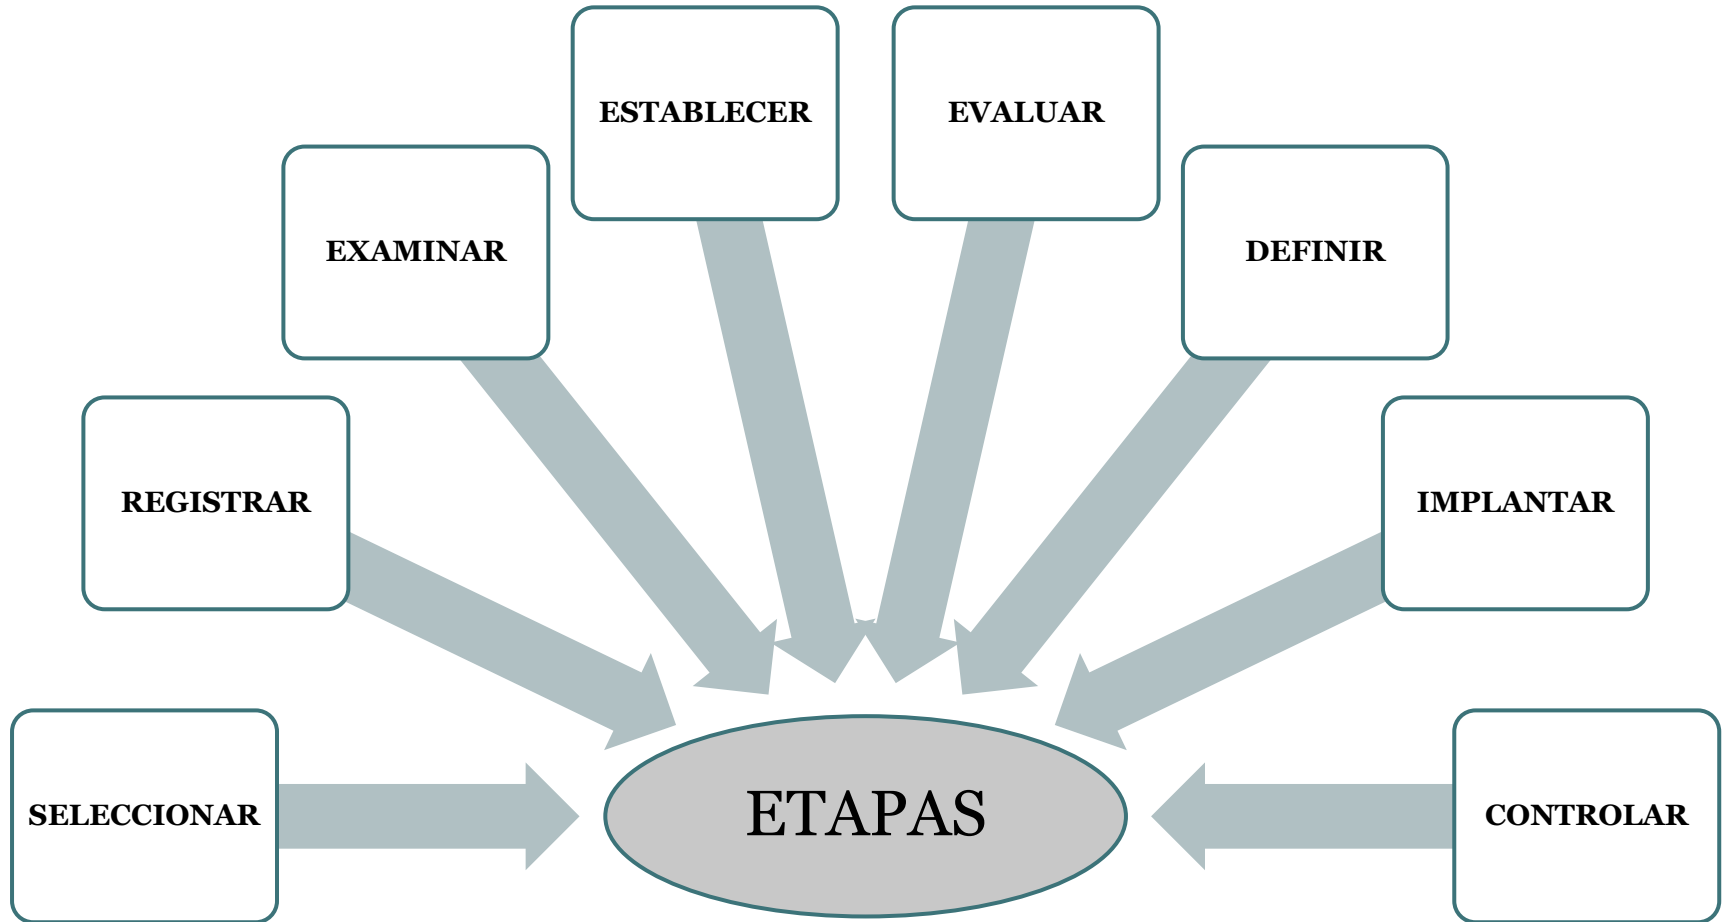 SELECCIONAR
REGISTRAR
EXAMINAR
ESTABLECER
EVALUAR
DEFINIR
IMPLANTAR
CONTROLAR
ETAPAS